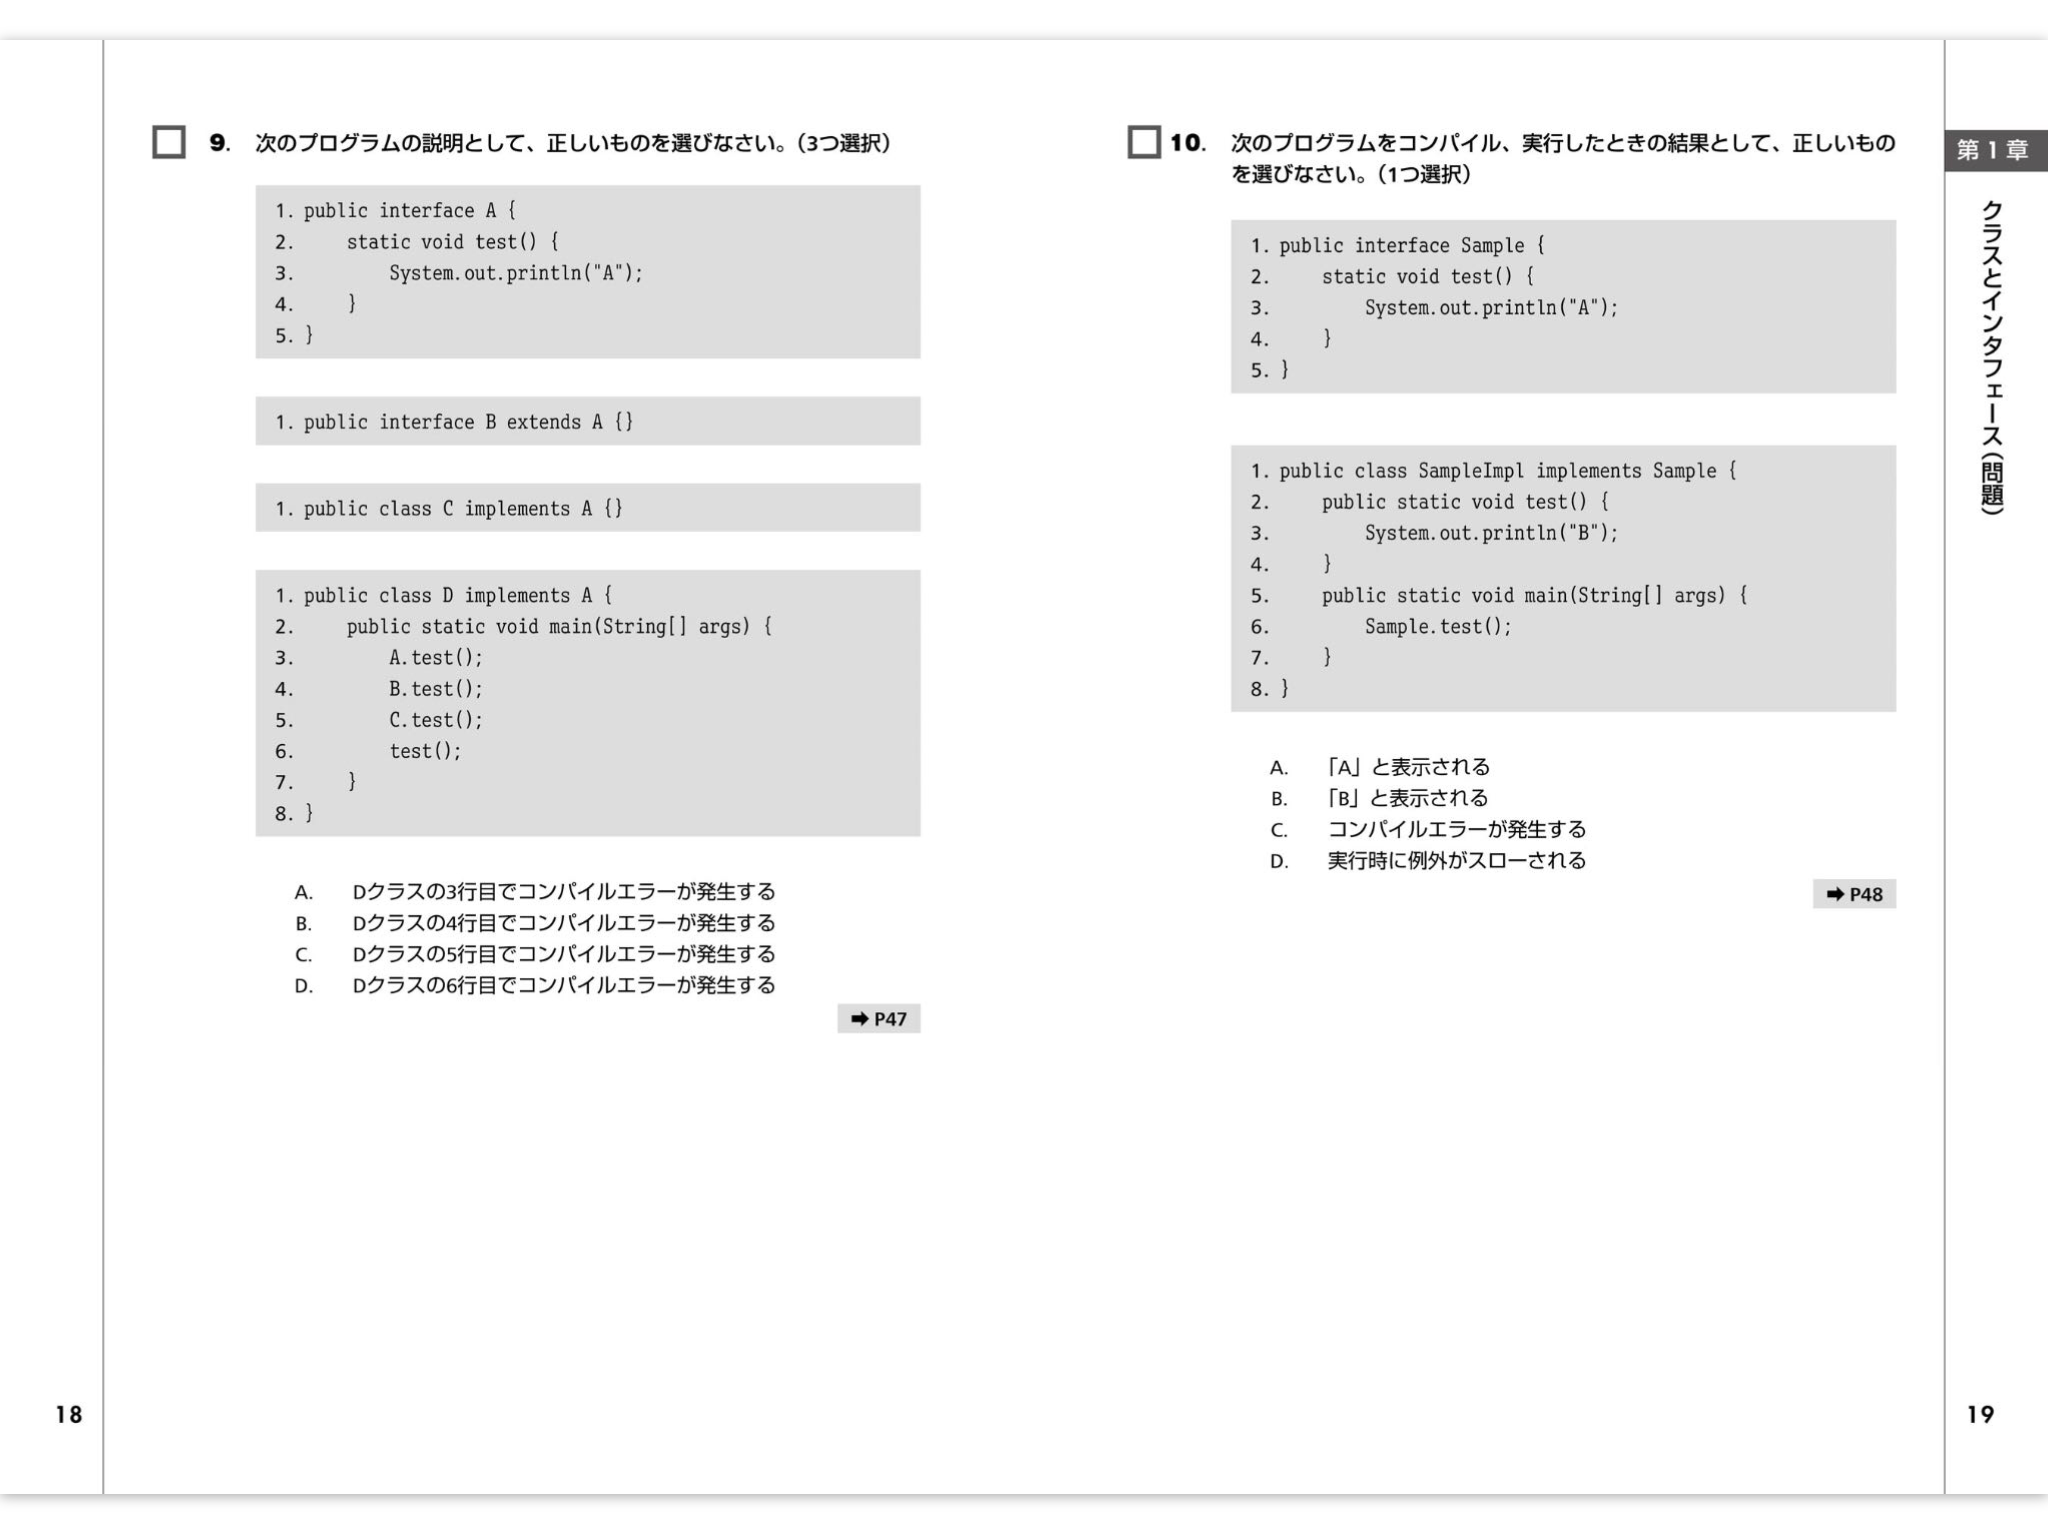 9. 次のプログラムの説明として、正しいものを選びなさい。（3つ選択）
1. public interface A {
2.     static void test() {
3.         System.out.println("A");
4.     }
5. }
1. public interface B extends A {}
1. public class C implements A {}
1. public class D implements A {
2.     public static void main(String[] args) {
3.         A.test();
4.         B.test();
5.         C.test();
6.         test();
7.     }
8. }
A. Dクラスの3行目でコンパイルエラーが発生する
B. Dクラスの4行目でコンパイルエラーが発生する
C. Dクラスの5行目でコンパイルエラーが発生する
D. Dクラスの6行目でコンパイルエラーが発生する
➡ P47
18
10. 次のプログラムをコンパイル、実行したときの結果として、正しいもの
を選びなさい。（1つ選択）
1. public interface Sample {
2.     static void test() {
3.         System.out.println("A");
4.     }
5. }
1. public class SampleImpl implements Sample {
2.     public static void test() {
3.         System.out.println("B");
4.     }
5.     public static void main(String[] args) {
6.         Sample.test();
7.     }
8. }
A. 「A」と表示される
B. 「B」と表示される
C. コンパイルエラーが発生する
D. 実行時に例外がスローされる
➡ P48
第1章
クラスとインタフェース（問題）
19